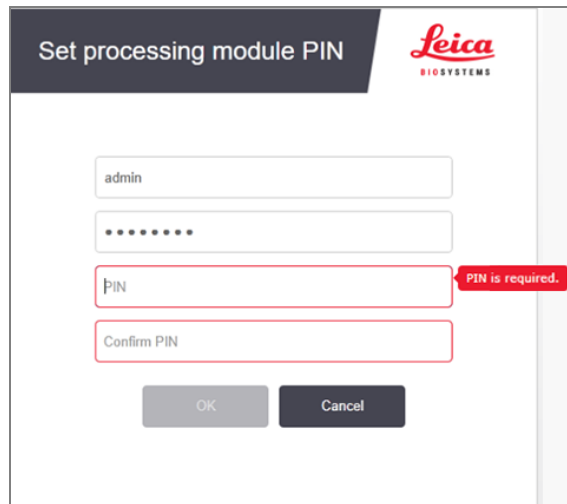 Set processing module PIN
Leica
BIOSYSTEMS
admin
••••••••
PIN
PIN is required.
Confirm PIN
OK
Cancel